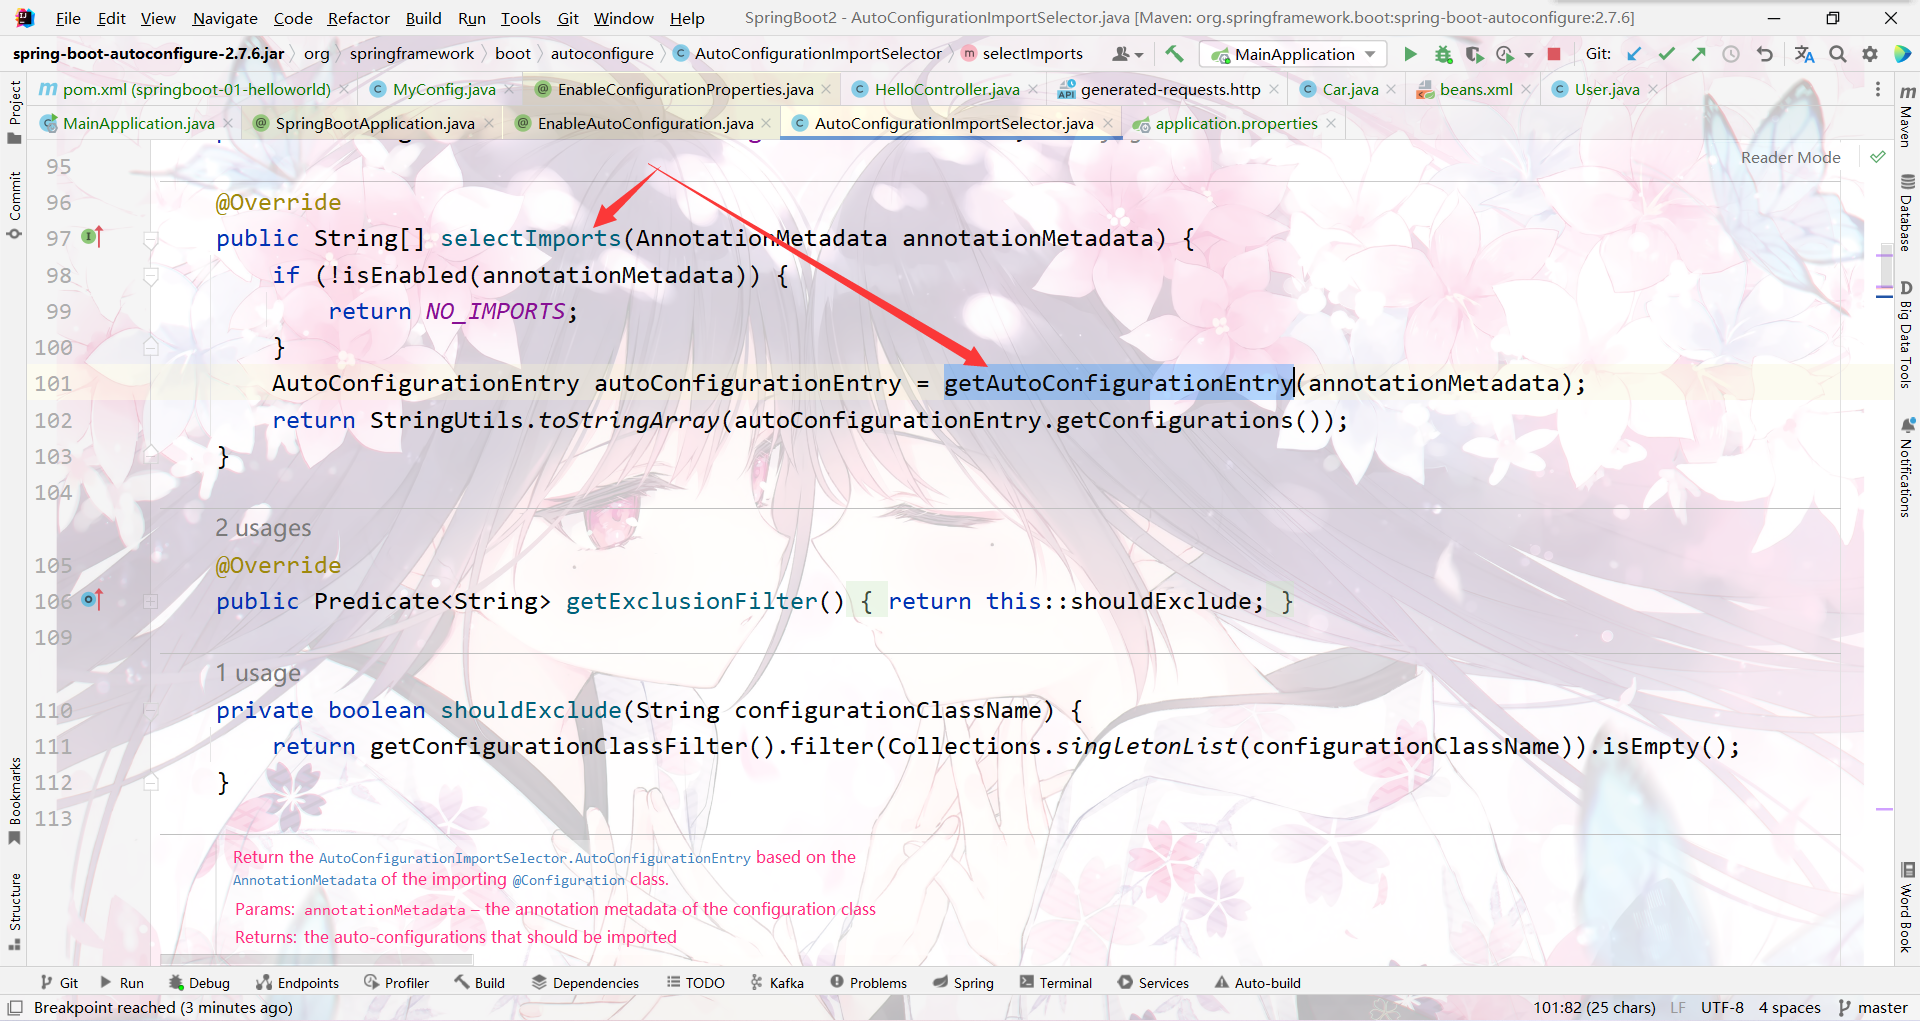 File Edit View Navigate Code Refactor Build Run Tools Git Window Help SpringBoot2 - AutoConfigurationImportSelector.java [Maven: org.springframework.boot:spring-boot-autoconfigure:2.7.6]
spring-boot-autoconfigure-2.7.6.jar org springframework boot autoconfigure AutoConfigurationImportSelector selectImports MainApplication Git:
pom.xml (springboot-01-helloworld) MyConfig.java EnableConfigurationProperties.java HelloController.java generated-requests.http Car.java beans.xml User.java
MainApplication.java SpringBootApplication.java EnableAutoConfiguration.java AutoConfigurationImportSelector.java application.properties
Reader Mode
95
96 @Override
97 public String[] selectImports(AnnotationMetadata annotationMetadata) {
98 if (!isEnabled(annotationMetadata)) {
99 return NO_IMPORTS;
100 }
101 AutoConfigurationEntry autoConfigurationEntry = getAutoConfigurationEntry(annotationMetadata);
102 return StringUtils.toStringArray(autoConfigurationEntry.getConfigurations());
103 }
104
2 usages
105 @Override
106 public Predicate<String> getExclusionFilter() { return this::shouldExclude; }
109
1 usage
110 private boolean shouldExclude(String configurationClassName) {
111 return getConfigurationClassFilter().filter(Collections.singletonList(configurationClassName)).isEmpty();
112 }
113
Return the AutoConfigurationImportSelector.AutoConfigurationEntry based on the
AnnotationMetadata of the importing @Configuration class.
Params: annotationMetadata – the annotation metadata of the configuration class
Returns: the auto-configurations that should be imported
Project
Commit
Bookmarks
Structure
Maven
Database
Big Data Tools
Notifications
Word Book
Git Run Debug Endpoints Profiler Build Dependencies TODO Kafka Problems Spring Terminal Services Auto-build
Breakpoint reached (3 minutes ago) 101:82 (25 chars) LF UTF-8 4 spaces master